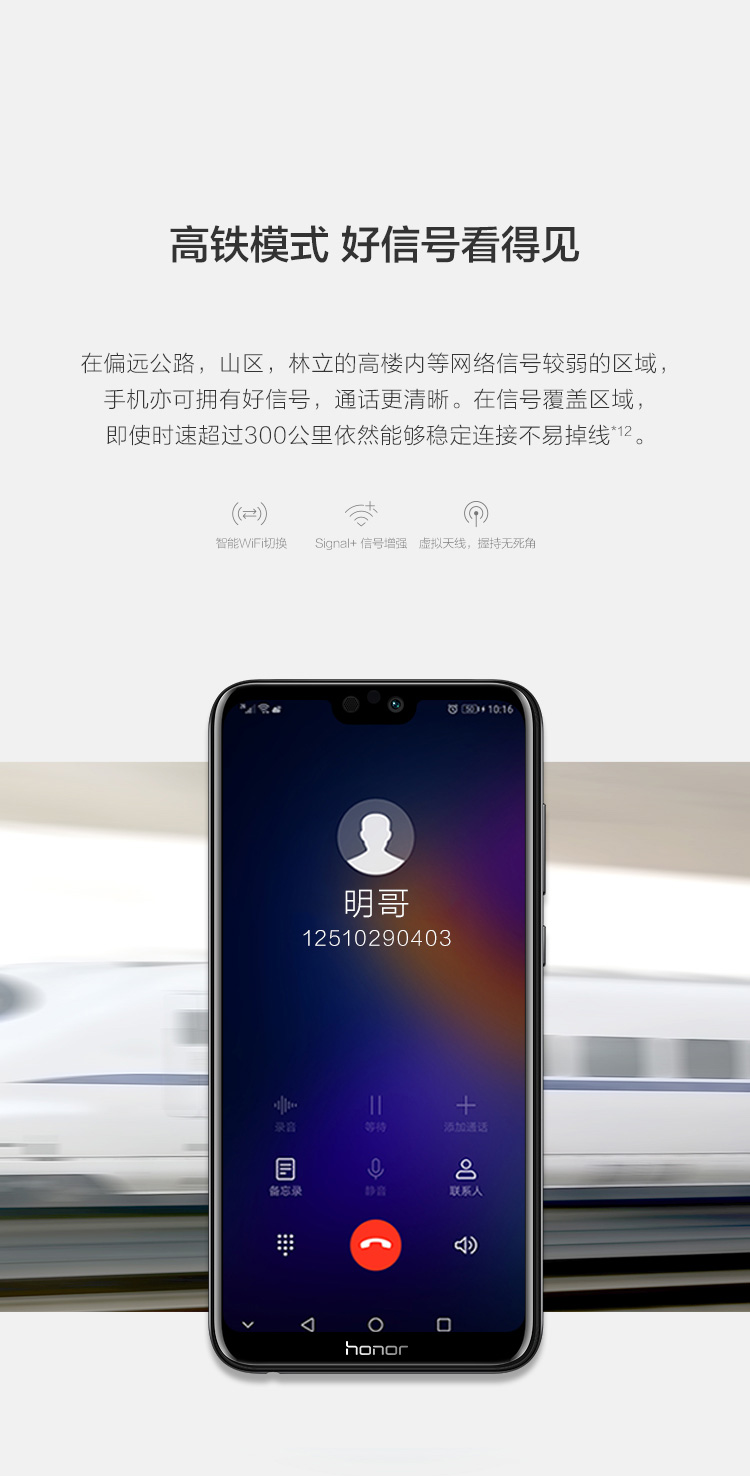 高铁模式 好信号看得见
在偏远公路，山区，林立的高楼内等网络信号较弱的区域，
手机亦可拥有好信号，通话更清晰。在信号覆盖区域，
即使时速超过300公里依然能够稳定连接不易掉线*12。
智能WiFi切换 Signal+ 信号增强 虚拟天线，握持无死角
50 10:16
明哥
12510290403
录音 等待 添加通话
备忘录 静音 联系人
honor